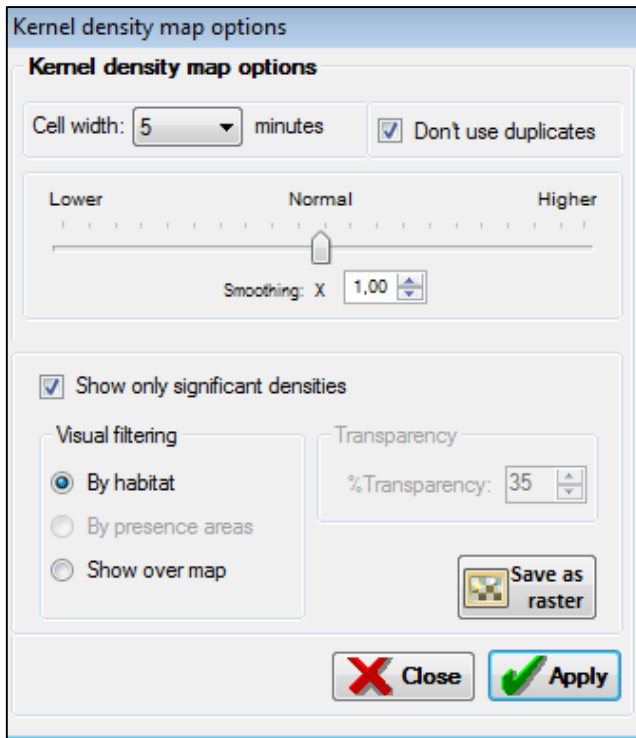 Kernel density map options
Kernel density map options
Cell width: 5 minutes Don't use duplicates
Lower Normal Higher
Smoothing: X 1,00
Show only significant densities
Visual filtering Transparency
By habitat %Transparency: 35
By presence areas
Show over map
Save as
raster
Close Apply